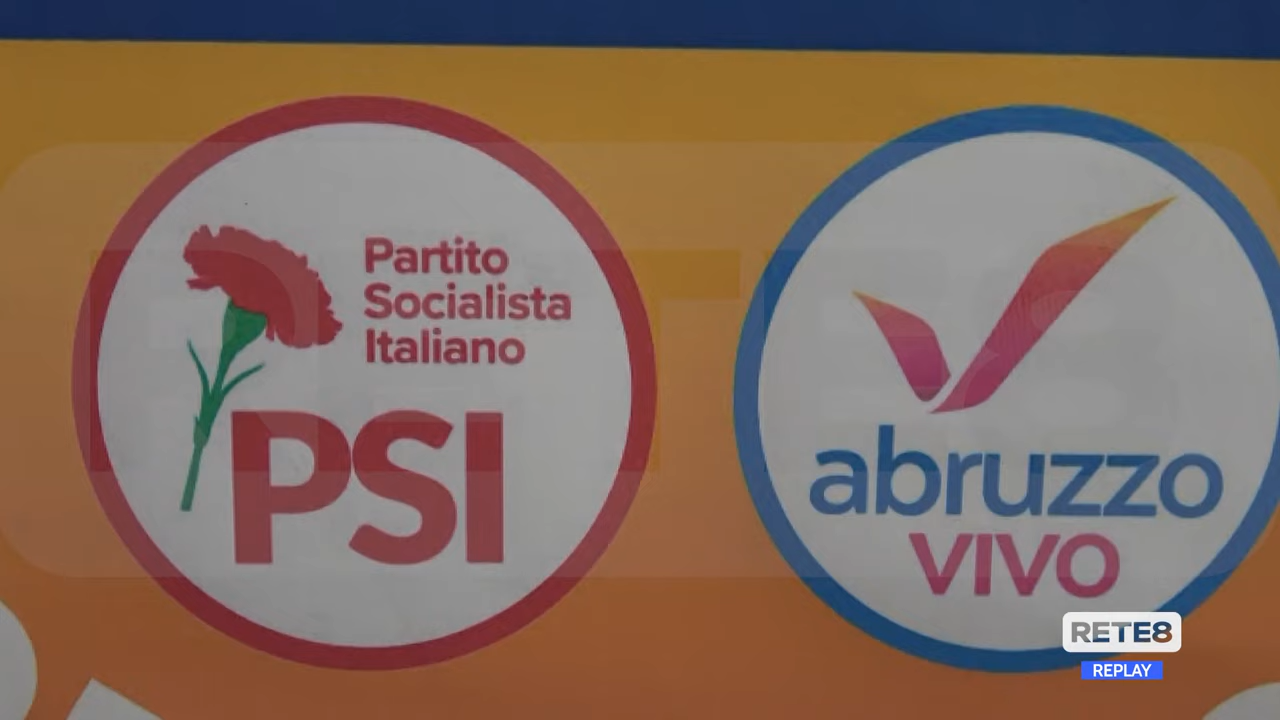 Partito
Socialista
Italiano
PSI
abruzzo
VIVO
RETE8
REPLAY